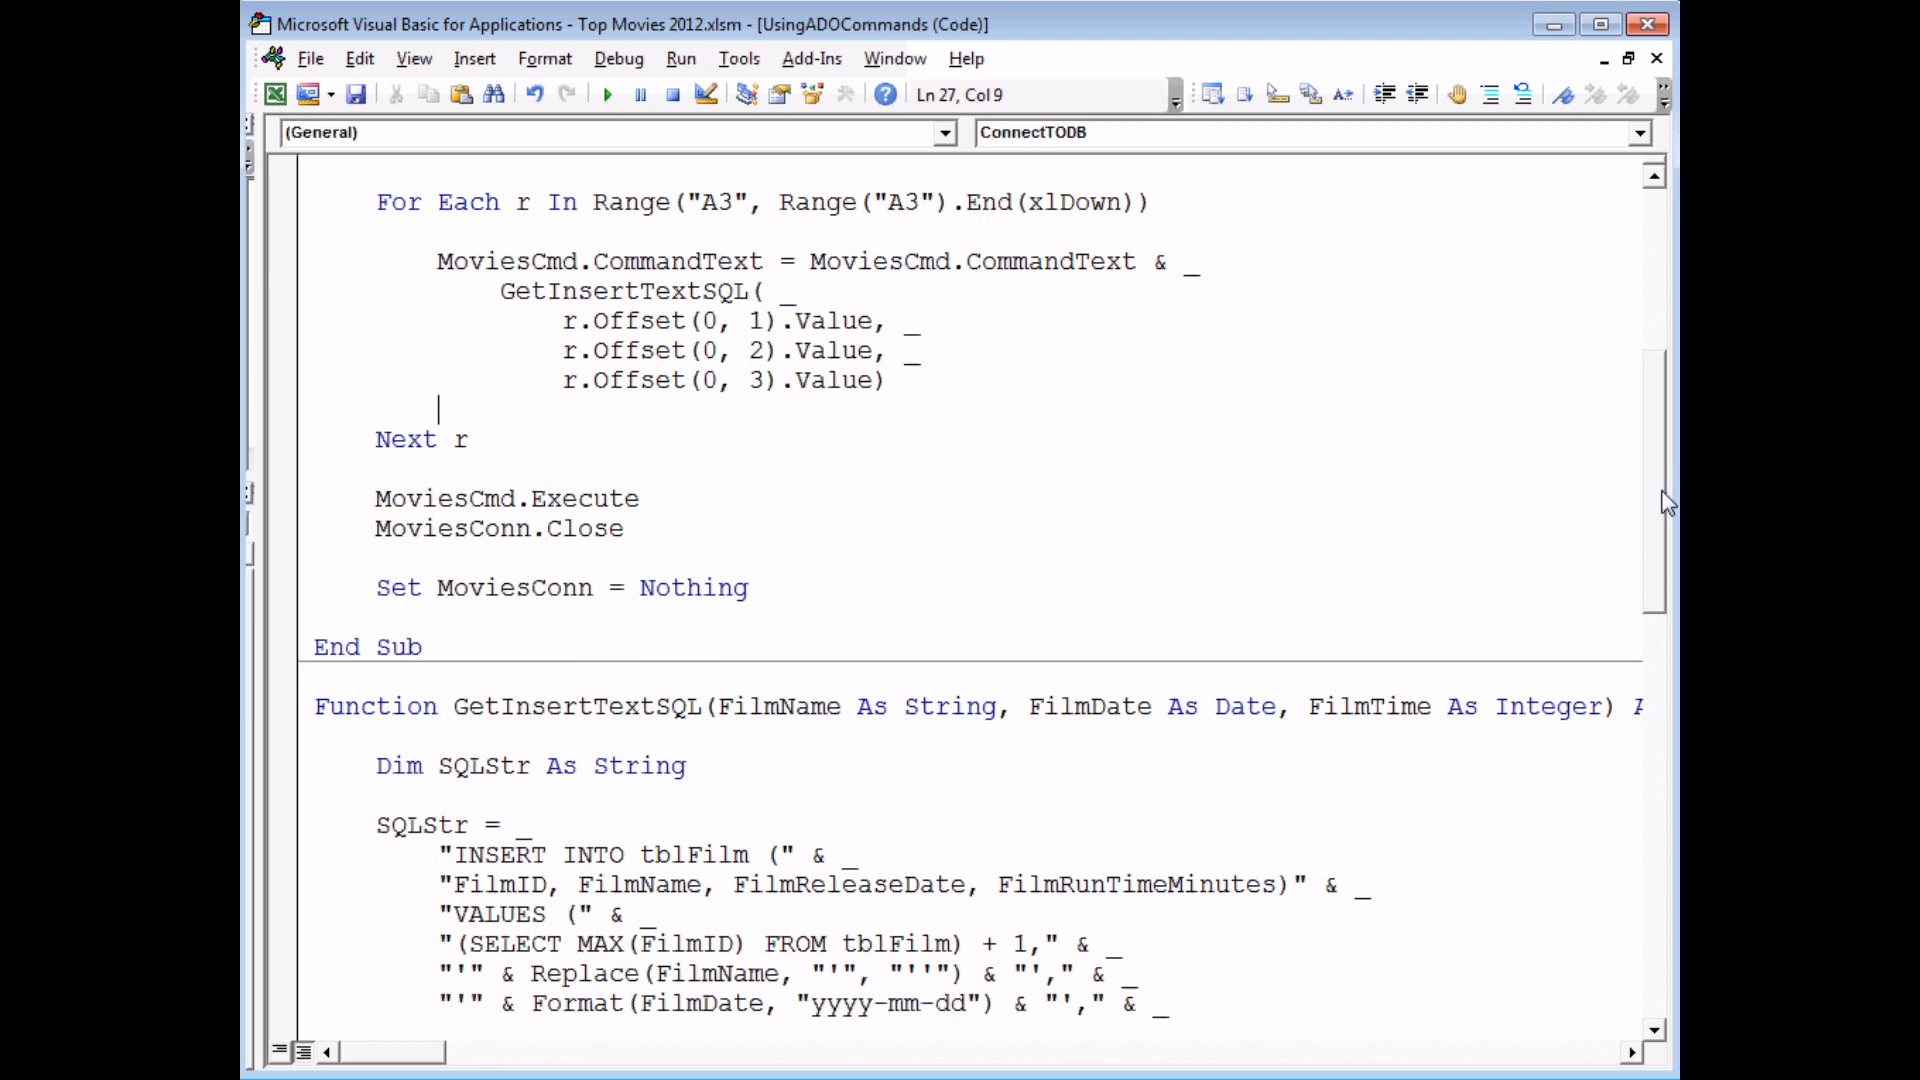 Microsoft Visual Basic for Applications - Top Movies 2012.xlsm - [UsingADOCommands (Code)]
File Edit View Insert Format Debug Run Tools Add-Ins Window Help
Ln 27, Col 9
(General) ConnectTODB
For Each r In Range("A3", Range("A3").End(xlDown))
MoviesCmd.CommandText = MoviesCmd.CommandText & _
GetInsertTextSQL( _
r.Offset(0, 1).Value, _
r.Offset(0, 2).Value, _
r.Offset(0, 3).Value)
Next r
MoviesCmd.Execute
MoviesConn.Close
Set MoviesConn = Nothing
End Sub
Function GetInsertTextSQL(FilmName As String, FilmDate As Date, FilmTime As Integer)
Dim SQLStr As String
SQLStr = _
"INSERT INTO tblFilm (" & _
"FilmID, FilmName, FilmReleaseDate, FilmRunTimeMinutes)" & _
"VALUES (" & _
"(SELECT MAX(FilmID) FROM tblFilm) + 1," & _
"'" & Replace(FilmName, "'", "''") & "'," & _
"'" & Format(FilmDate, "yyyy-mm-dd") & "'," & _